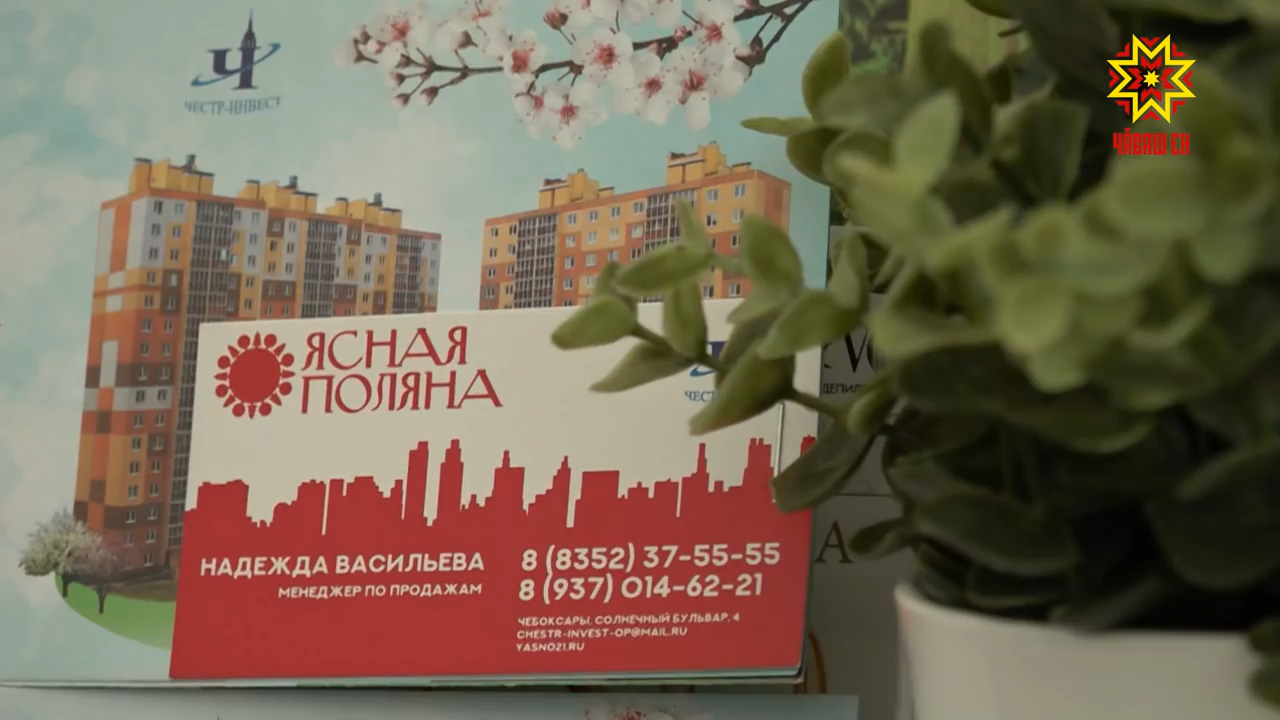 ЧЕСТР-ИНВЕСТ
ЧӐВАШ ЕН
ЯСНАЯ
ПОЛЯНА
НАДЕЖДА ВАСИЛЬЕВА
МЕНЕДЖЕР ПО ПРОДАЖАМ
8 (8352) 37-55-55
8 (937) 014-62-21
ЧЕБОКСАРЫ, СОЛНЕЧНЫЙ БУЛЬВАР, 4
CHESTR-INVEST-OP@MAIL.RU
YASNO21.RU